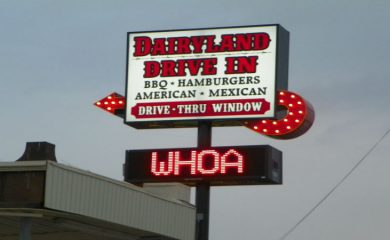 DAIRYLAND
DRIVE IN
BBQ • HAMBURGERS
AMERICAN • MEXICAN
DRIVE-THRU WINDOW
WHOA